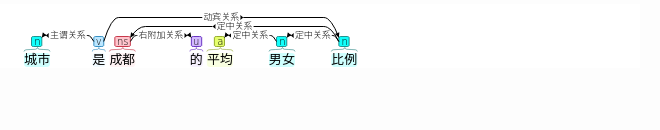 动宾关系
定中关系
主谓关系 右附加关系 定中关系 定中关系
n v ns u a n n
城市 是 成都 的 平均 男女 比例